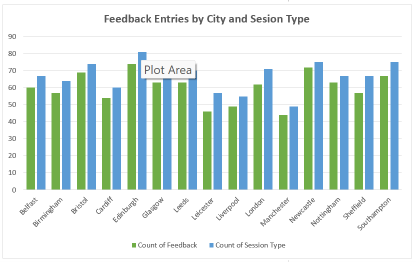 Feedback Entries by City and Sesion Type
90
80
Plot Area
70
60
50
40
30
20
10
0
Belfast
Birmingham
Bristol
Cardiff
Edinburgh
Glasgow
Leeds
Leicester
Liverpool
London
Manchester
Newcastle
Nottingham
Sheffield
Southampton
Count of Feedback
Count of Session Type